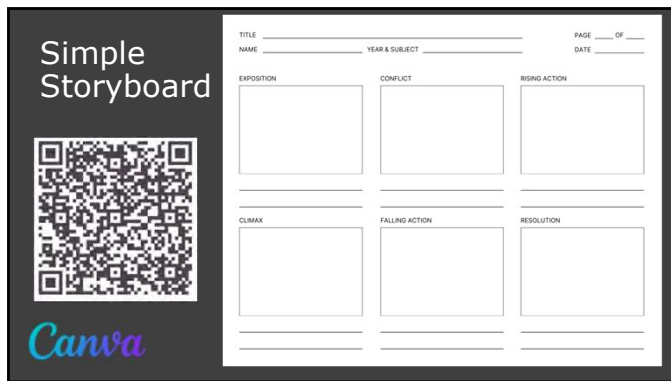 Simple
Storyboard
Canva
TITLE PAGE OF
NAME YEAR & SUBJECT DATE
EXPOSITION CONFLICT RISING ACTION
CLIMAX FALLING ACTION RESOLUTION